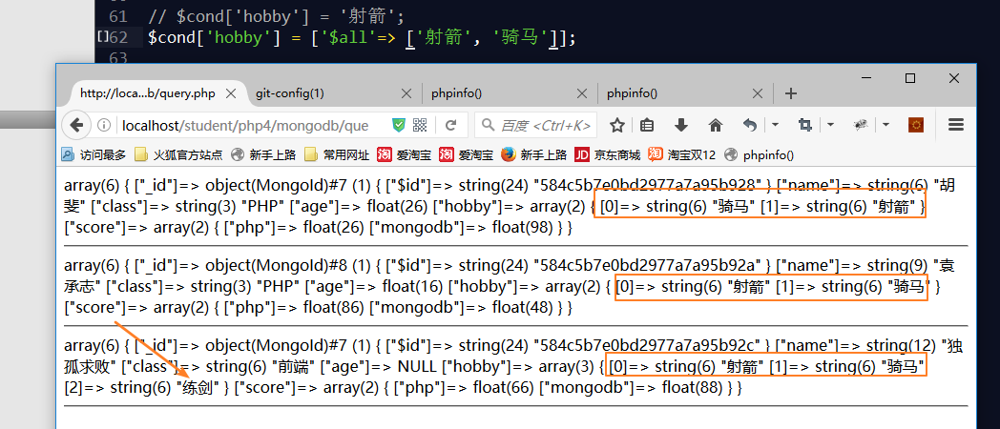 61 // $cond['hobby'] = '射箭';
[]62 $cond['hobby'] = ['$all'=> ['射箭', '骑马']];
63
http://loca...b/query.php git-config(1) phpinfo() phpinfo()
localhost/student/php4/mongodb/que 百度 <Ctrl+K>
访问最多 火狐官方站点 新手上路 常用网址 淘 爱淘宝 淘 爱淘宝 新手上路 JD 京东商城 淘 淘宝双12 phpinfo()
array(6) { ["_id"]=> object(MongoId)#7 (1) { ["$id"]=> string(24) "584c5b7e0bd2977a7a95b928" } ["name"]=> string(6) "胡
斐" ["class"]=> string(3) "PHP" ["age"]=> float(26) ["hobby"]=> array(2) { [0]=> string(6) "骑马" [1]=> string(6) "射箭" }
["score"]=> array(2) { ["php"]=> float(26) ["mongodb"]=> float(98) } }
array(6) { ["_id"]=> object(MongoId)#8 (1) { ["$id"]=> string(24) "584c5b7e0bd2977a7a95b92a" } ["name"]=> string(9) "袁
承志" ["class"]=> string(3) "PHP" ["age"]=> float(16) ["hobby"]=> array(2) { [0]=> string(6) "射箭" [1]=> string(6) "骑马" }
["score"]=> array(2) { ["php"]=> float(86) ["mongodb"]=> float(48) } }
array(6) { ["_id"]=> object(MongoId)#7 (1) { ["$id"]=> string(24) "584c5b7e0bd2977a7a95b92c" } ["name"]=> string(12) "独
孤求败" ["class"]=> string(6) "前端" ["age"]=> NULL ["hobby"]=> array(3) { [0]=> string(6) "射箭" [1]=> string(6) "骑马"
[2]=> string(6) "练剑" } ["score"]=> array(2) { ["php"]=> float(66) ["mongodb"]=> float(88) } }